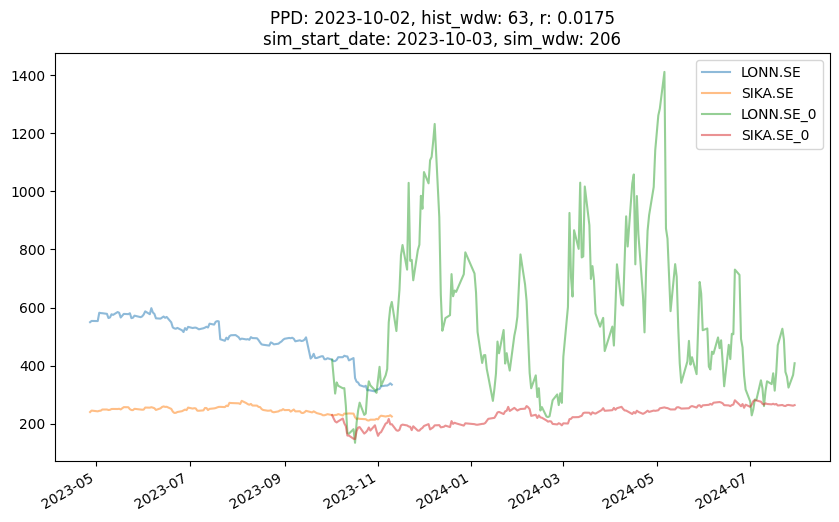 PPD: 2023-10-02, hist_wdw: 63, r: 0.0175
sim_start_date: 2023-10-03, sim_wdw: 206
LONN.SE
SIKA.SE
LONN.SE_0
SIKA.SE_0
1400
1200
1000
800
600
400
200
2023-05
2023-07
2023-09
2023-11
2024-01
2024-03
2024-05
2024-07